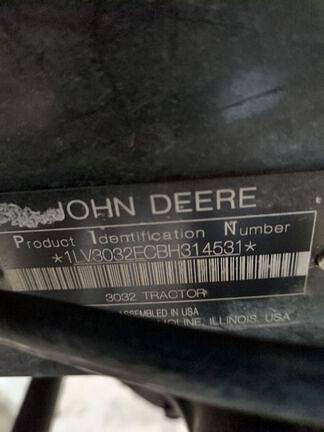 JOHN DEERE
Product Identification Number
*1LV3032ECBH314531*
3032 TRACTOR
ASSEMBLED IN USA
MOLINE, ILLINOIS, USA